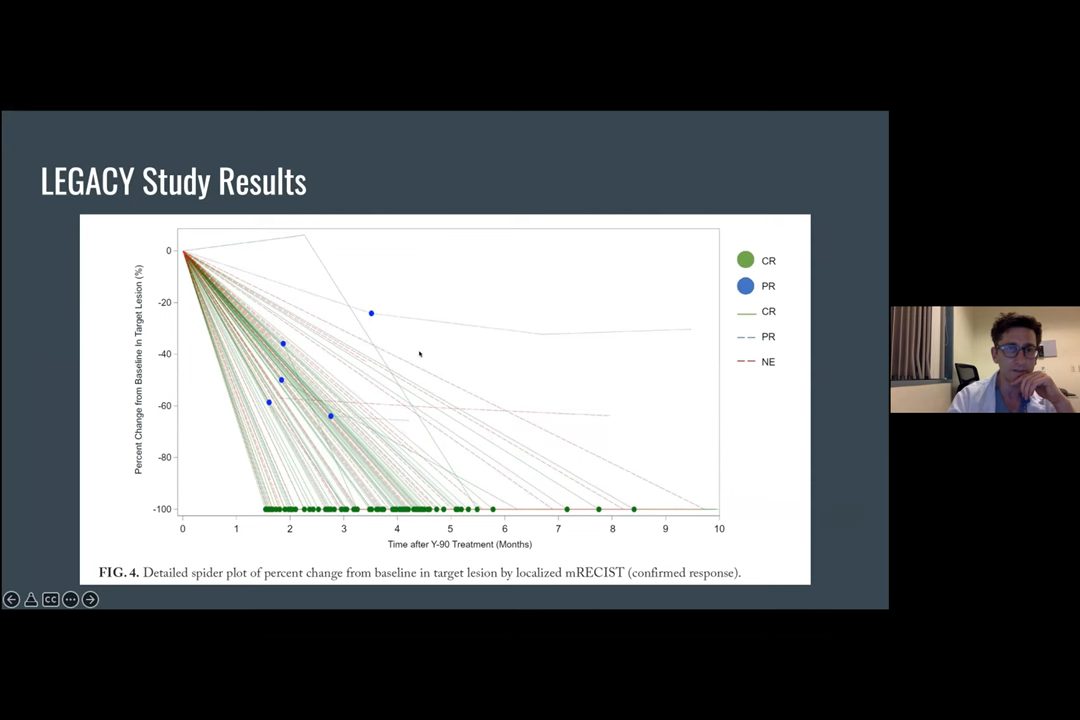 LEGACY Study Results
Percent Change from Baseline In Target Lesion (%)
0
-20
-40
-60
-80
-100
0 1 2 3 4 5 6 7 8 9 10
Time after Y-90 Treatment (Months)
CR
PR
CR
PR
NE
FIG. 4. Detailed spider plot of percent change from baseline in target lesion by localized mRECIST (confirmed response).
CC